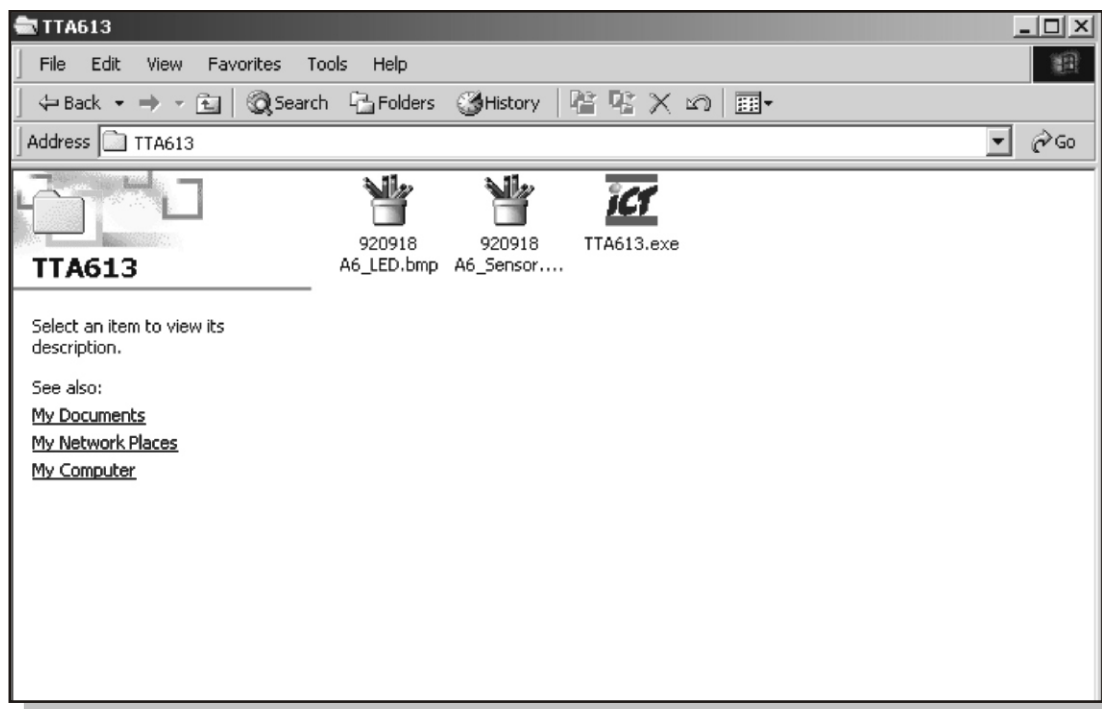 TTA613
File Edit View Favorites Tools Help
Back Search Folders History
Address TTA613 Go
920918
A6_LED.bmp
920918
A6_Sensor....
iCT
TTA613.exe
TTA613
Select an item to view its
description.
See also:
My Documents
My Network Places
My Computer